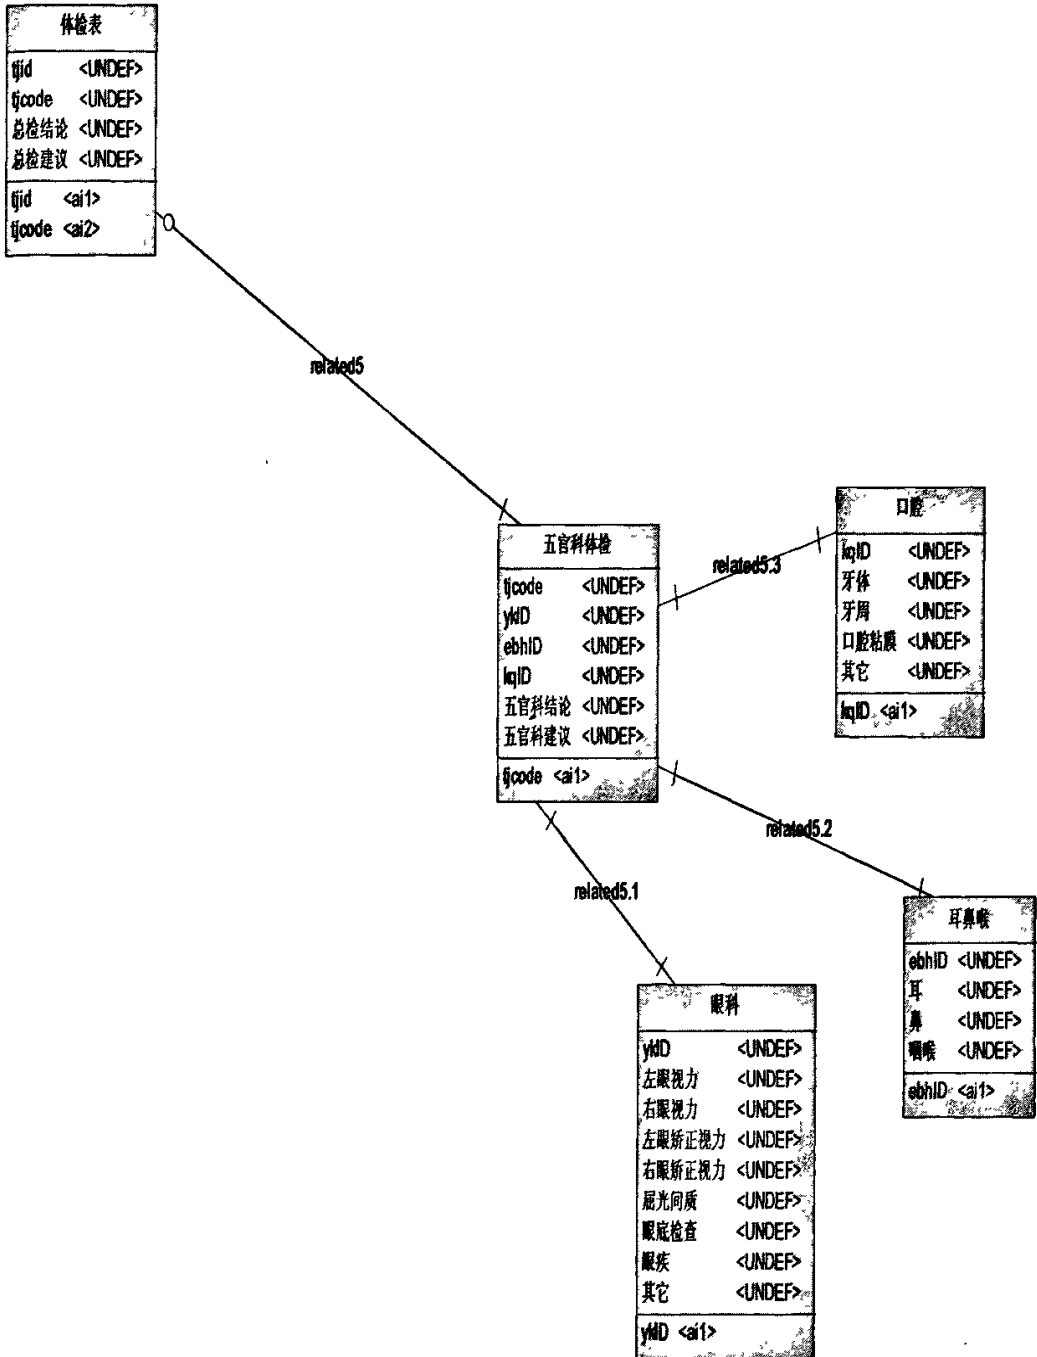 体检表
tjid <UNDEF>
tjcode <UNDEF>
总检结论 <UNDEF>
总检建议 <UNDEF>
tjid <ai1>
tjcode <ai2>
related5
五官科体检
tjcode <UNDEF>
ykID <UNDEF>
ebhID <UNDEF>
kqID <UNDEF>
五官科结论 <UNDEF>
五官科建议 <UNDEF>
tjcode <ai1>
related5.3
口腔
kqID <UNDEF>
牙体 <UNDEF>
牙周 <UNDEF>
口腔粘膜 <UNDEF>
其它 <UNDEF>
kqID <ai1>
related5.2
耳鼻喉
ebhID <UNDEF>
耳 <UNDEF>
鼻 <UNDEF>
咽喉 <UNDEF>
ebhID <ai1>
related5.1
眼科
ykID <UNDEF>
左眼视力 <UNDEF>
右眼视力 <UNDEF>
左眼矫正视力 <UNDEF>
右眼矫正视力 <UNDEF>
屈光间质 <UNDEF>
眼底检查 <UNDEF>
眼疾 <UNDEF>
其它 <UNDEF>
ykID <ai1>